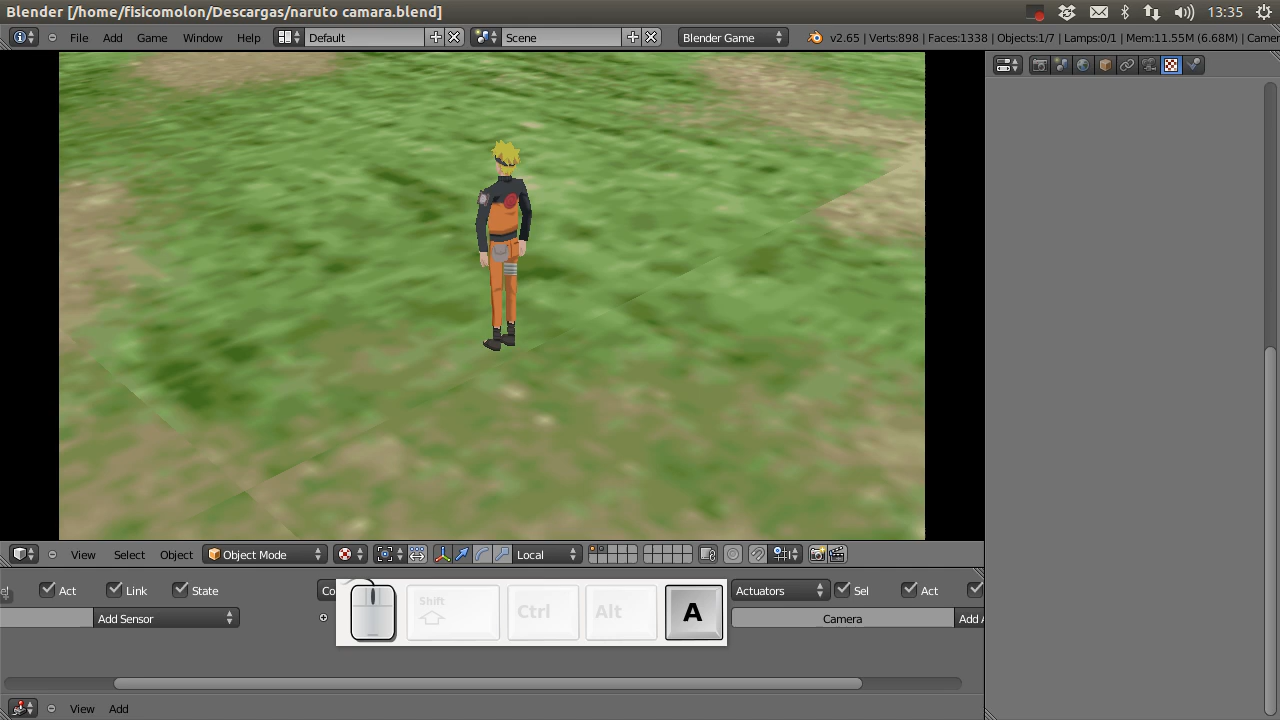 Blender [/home/fisicomolon/Descargas/naruto camara.blend]
13:35
File Add Game Window Help Default Scene Blender Game v2.65 | Verts:898 | Faces:1338 | Objects:1/7 | Lamps:0/1 | Mem:11.55M (6.68M) | Camer
View Select Object Object Mode Local
Act Link State Co Actuators Sel Act
Shift Ctrl Alt A
Add Sensor Camera Add
View Add